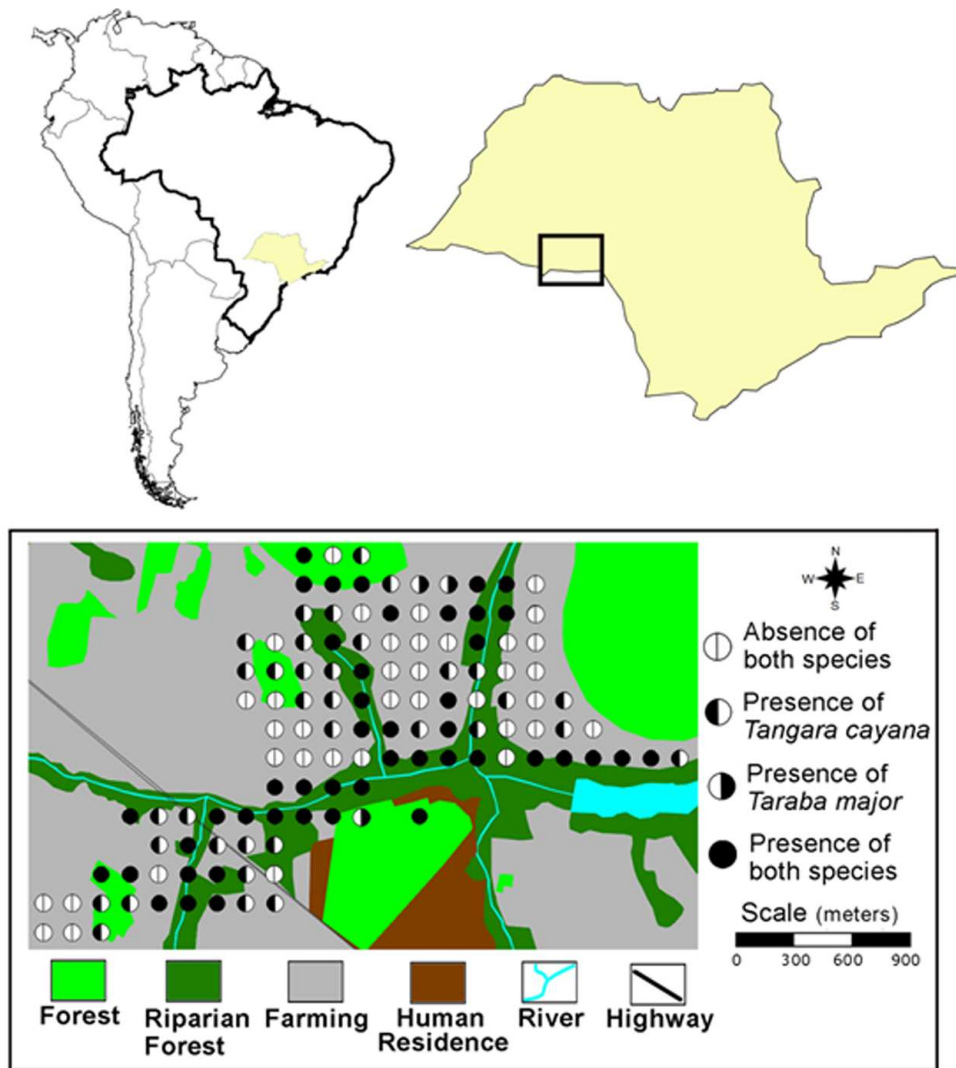 N
W E
S
Absence of
both species
Presence of
Tangara cayana
Presence of
Taraba major
Presence of
both species
Scale (meters)
0 300 600 900
Forest
Riparian
Forest
Farming
Human
Residence
River
Highway